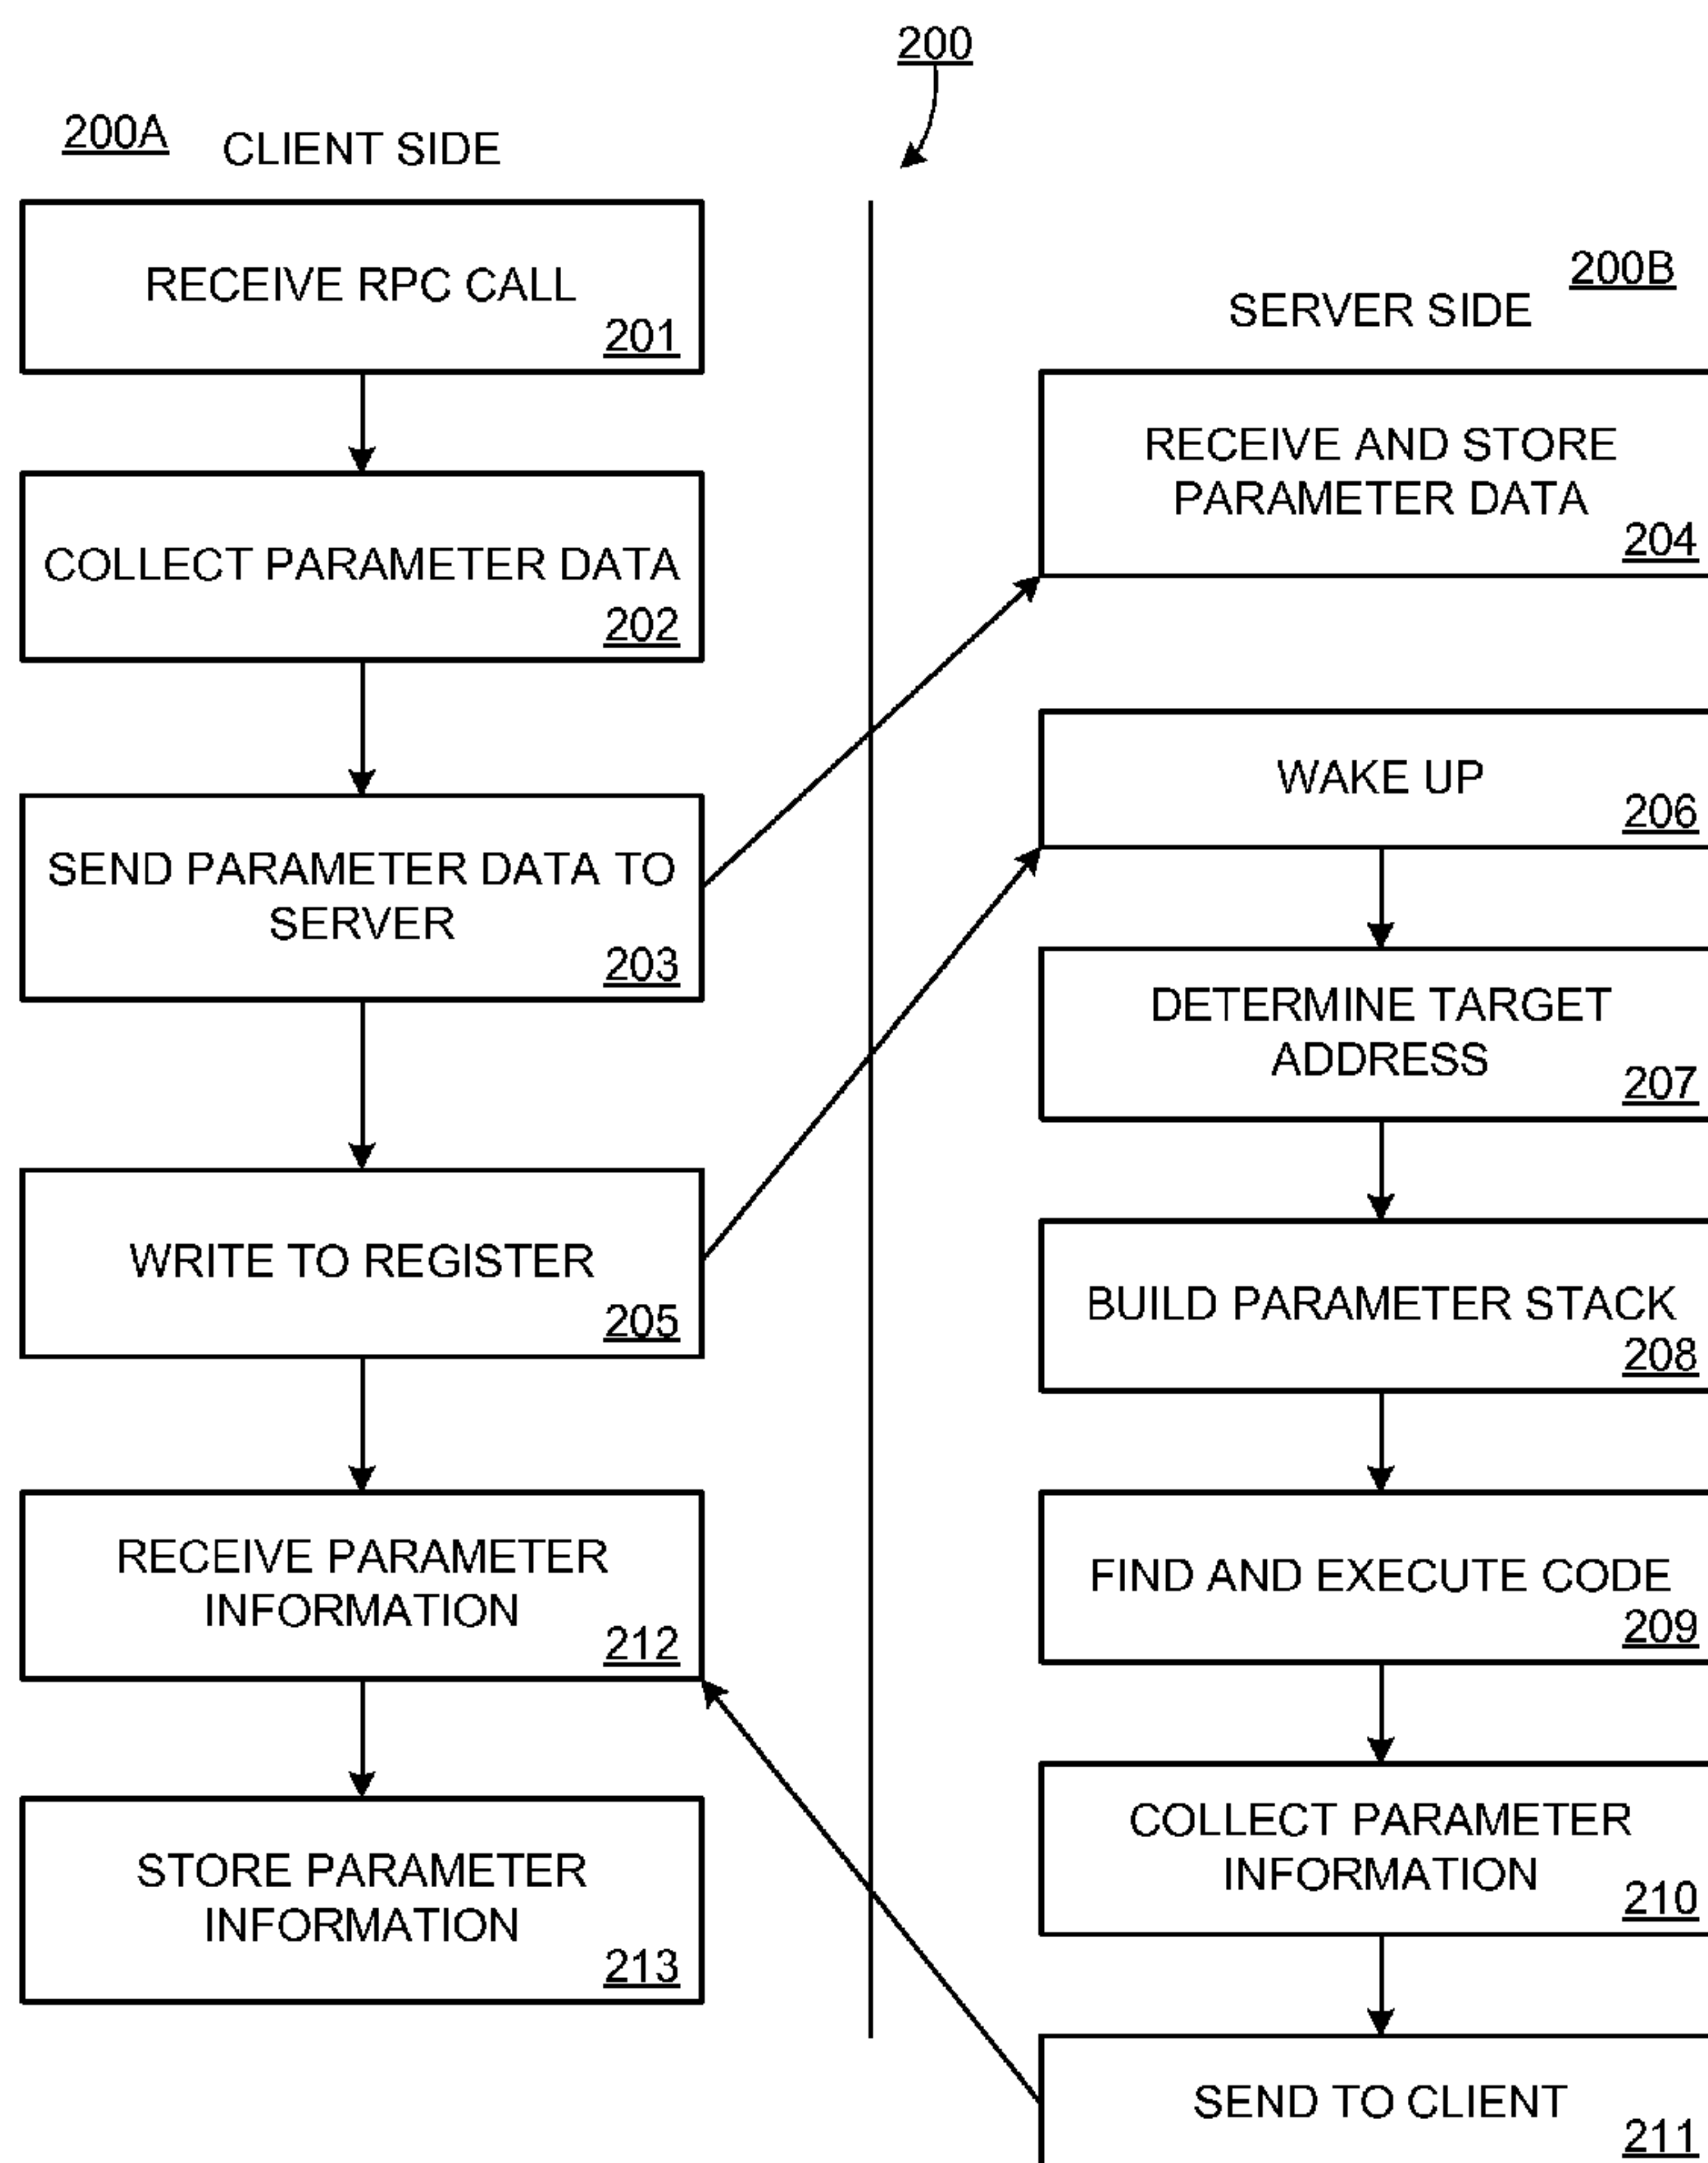 200
200A
CLIENT SIDE
RECEIVE RPC CALL
201
COLLECT PARAMETER DATA
202
SEND PARAMETER DATA TO
SERVER
203
WRITE TO REGISTER
205
RECEIVE PARAMETER
INFORMATION
212
STORE PARAMETER
INFORMATION
213
200B
SERVER SIDE
RECEIVE AND STORE
PARAMETER DATA
204
WAKE UP
206
DETERMINE TARGET
ADDRESS
207
BUILD PARAMETER STACK
208
FIND AND EXECUTE CODE
209
COLLECT PARAMETER
INFORMATION
210
SEND TO CLIENT
211